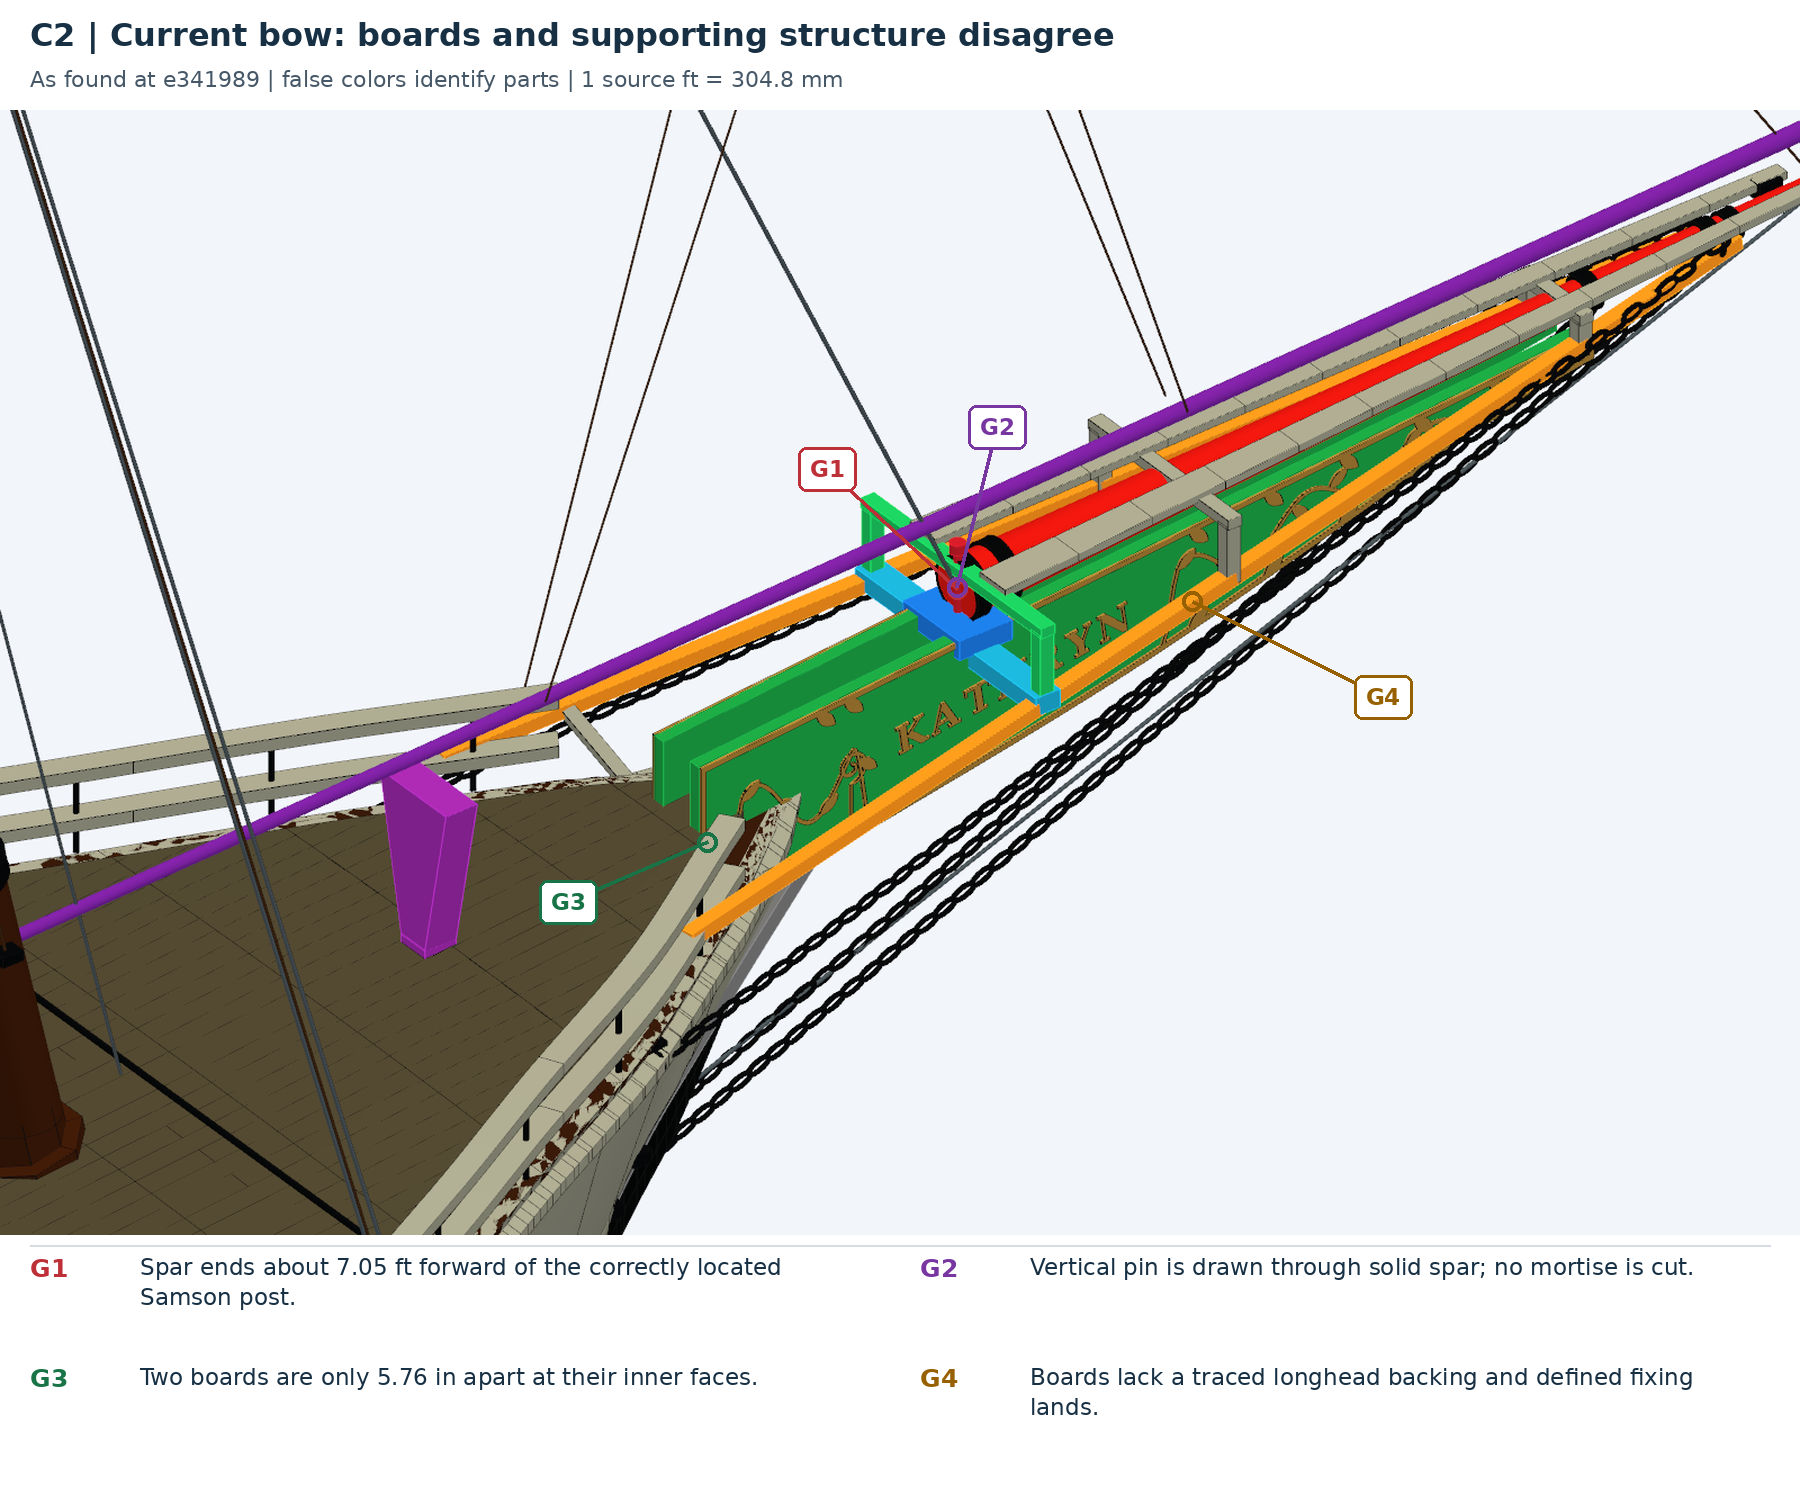 C2 | Current bow: boards and supporting structure disagree
As found at e341989 | false colors identify parts | 1 source ft = 304.8 mm
G2
G1
G4
G3
G1 Spar ends about 7.05 ft forward of the correctly located
Samson post.
G2 Vertical pin is drawn through solid spar; no mortise is cut.
G3 Two boards are only 5.76 in apart at their inner faces.
G4 Boards lack a traced longhead backing and defined fixing
lands.